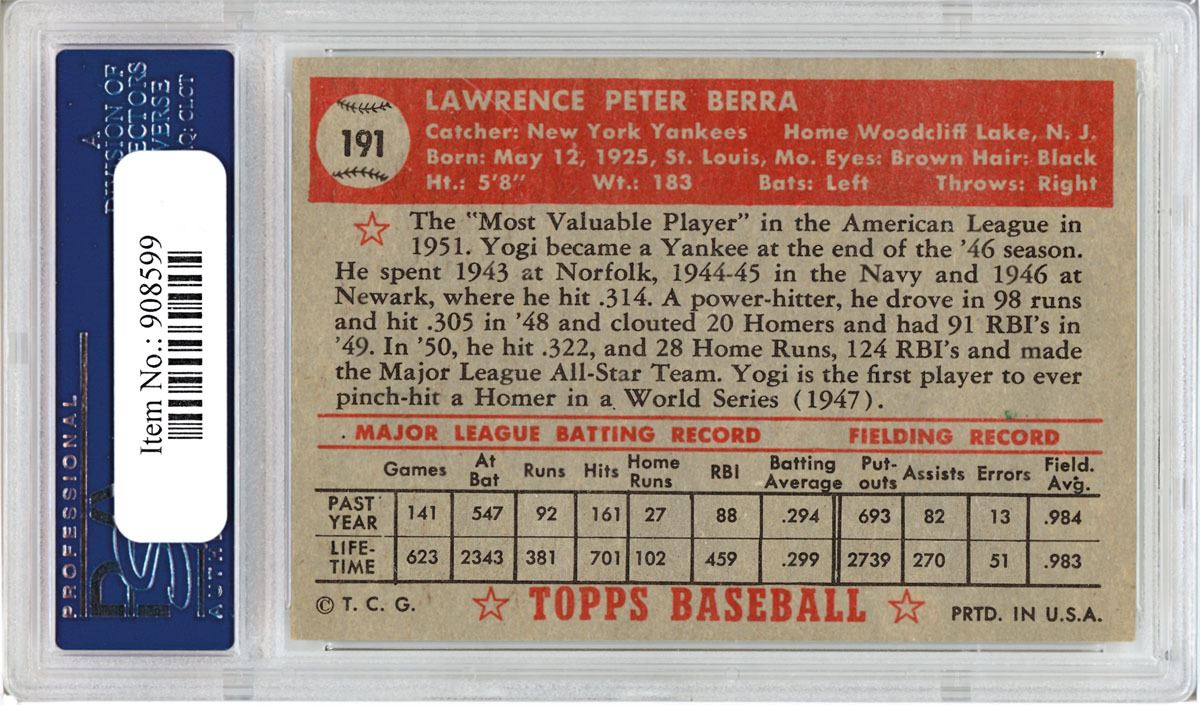 A
DIVISION OF
Q: CLCT
PROFESSIONAL
PSA
Item No.: 9085599
191
LAWRENCE PETER BERRA
Catcher: New York Yankees Home Woodcliff Lake, N. J.
Born: May 12, 1925, St. Louis, Mo. Eyes: Brown Hair: Black
Ht.: 5'8" Wt.: 183 Bats: Left Throws: Right
The "Most Valuable Player" in the American League in
1951. Yogi became a Yankee at the end of the '46 season.
He spent 1943 at Norfolk, 1944-45 in the Navy and 1946 at
Newark, where he hit .314. A power-hitter, he drove in 98 runs
and hit .305 in '48 and clouted 20 Homers and had 91 RBI's in
'49. In '50, he hit .322, and 28 Home Runs, 124 RBI's and made
the Major League All-Star Team. Yogi is the first player to ever
pinch-hit a Homer in a World Series (1947).
MAJOR LEAGUE BATTING RECORD FIELDING RECORD
Games At Bat Runs Hits Home Runs RBI Batting Average Put-outs Assists Errors Field. Avg.
PAST YEAR 141 547 92 161 27 88 .294 693 82 13 .984
LIFE-TIME 623 2343 381 701 102 459 .299 2739 270 51 .983
© T. C. G. TOPPS BASEBALL PRTD. IN U.S.A.